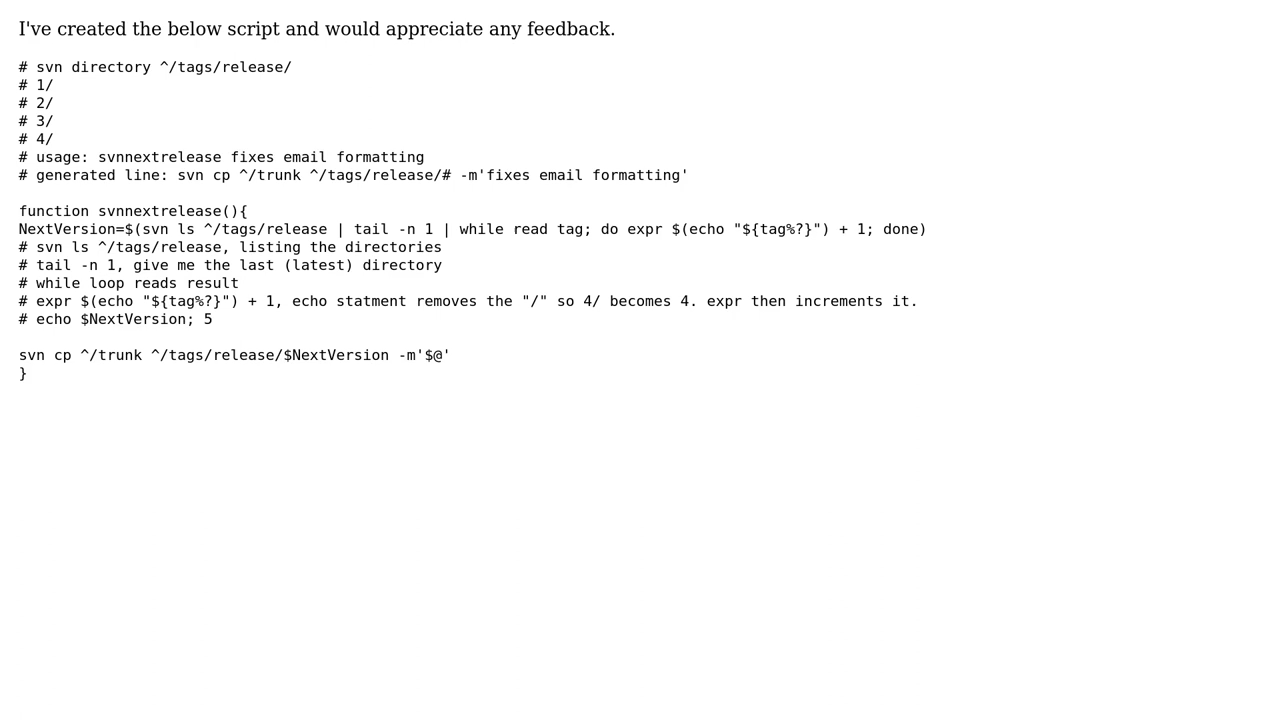 I've created the below script and would appreciate any feedback.
# svn directory ^/tags/release/
# 1/
# 2/
# 3/
# 4/
# usage: svnnextrelease fixes email formatting
# generated line: svn cp ^/trunk ^/tags/release/# -m'fixes email formatting'
function svnnextrelease(){
NextVersion=$(svn ls ^/tags/release | tail -n 1 | while read tag; do expr $(echo "${tag%?}") + 1; done)
# svn ls ^/tags/release, listing the directories
# tail -n 1, give me the last (latest) directory
# while loop reads result
# expr $(echo "${tag%?}") + 1, echo statment removes the "/" so 4/ becomes 4. expr then increments it.
# echo $NextVersion; 5
svn cp ^/trunk ^/tags/release/$NextVersion -m'$@'
}